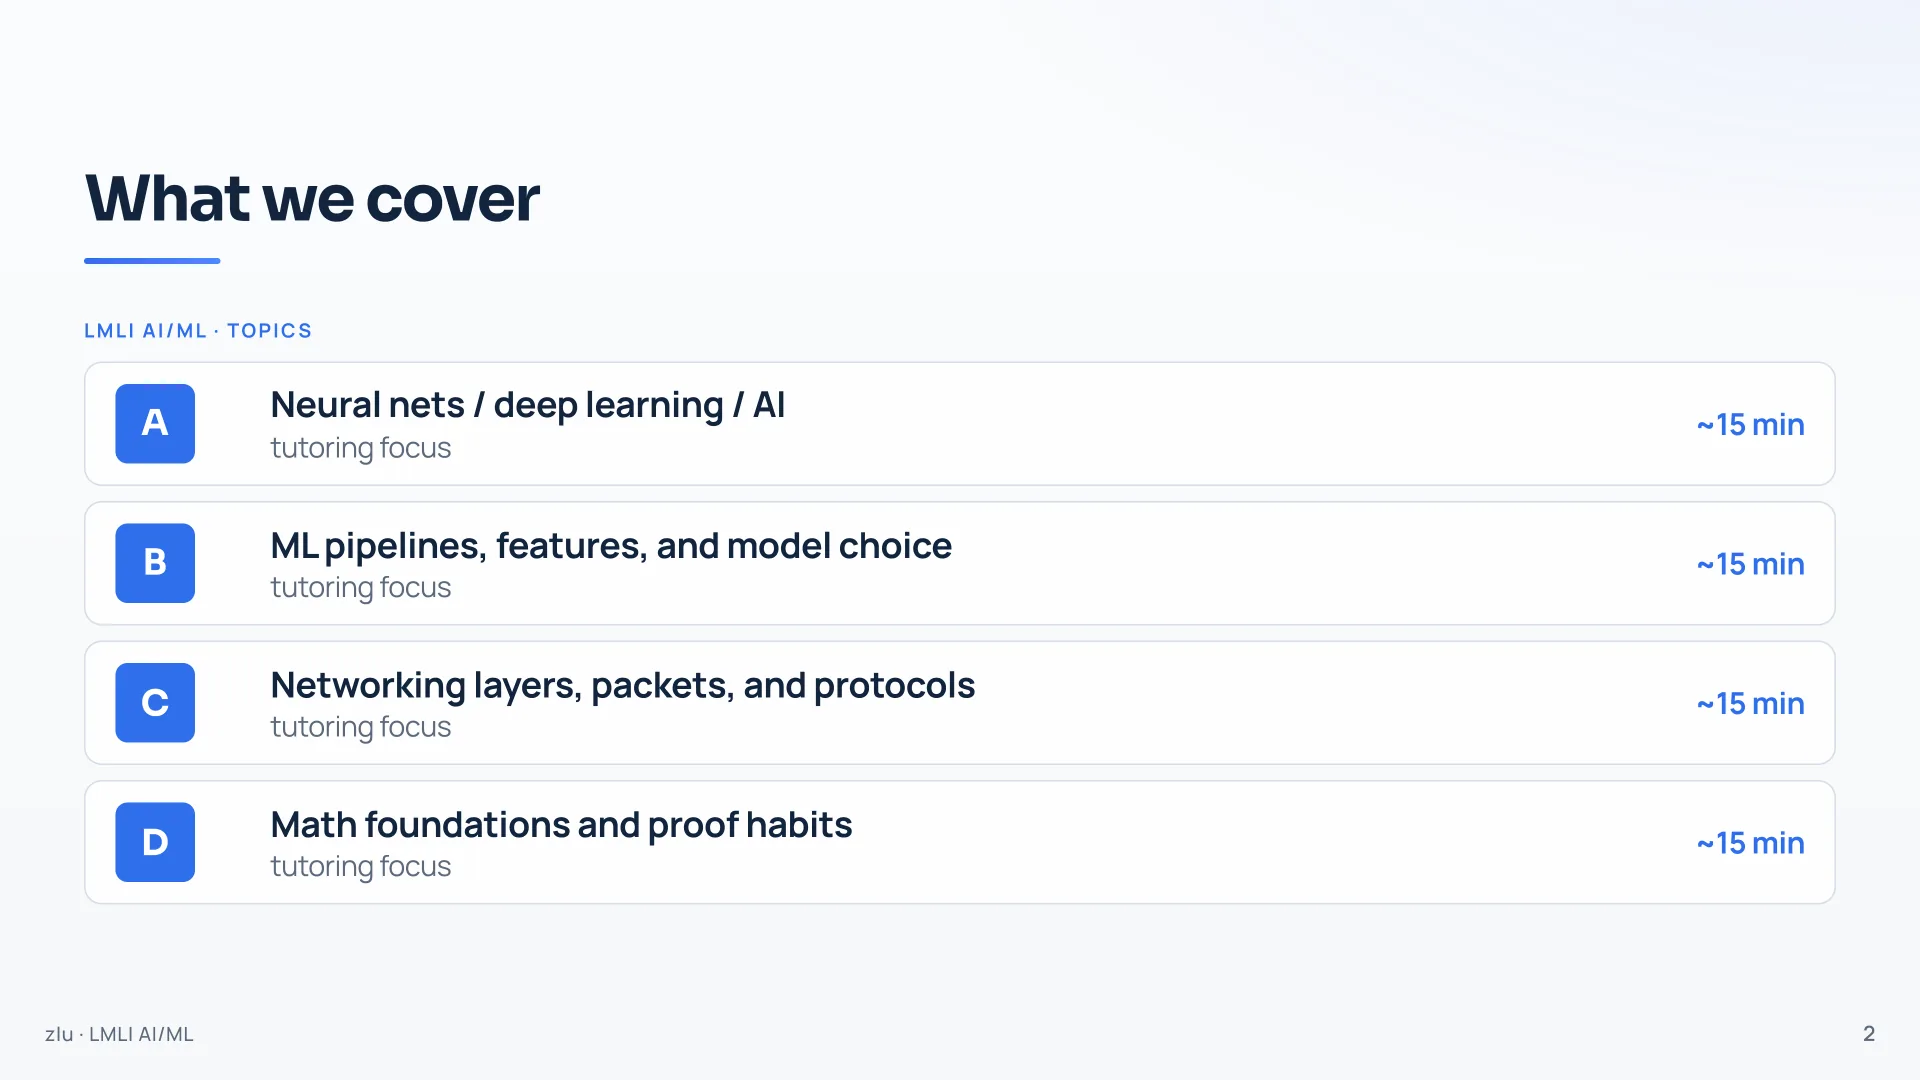 What we cover
LMLI AI/ML · TOPICS
A
Neural nets / deep learning / AI
tutoring focus
~15 min
B
ML pipelines, features, and model choice
tutoring focus
~15 min
C
Networking layers, packets, and protocols
tutoring focus
~15 min
D
Math foundations and proof habits
tutoring focus
~15 min
zlu · LMLI AI/ML
2